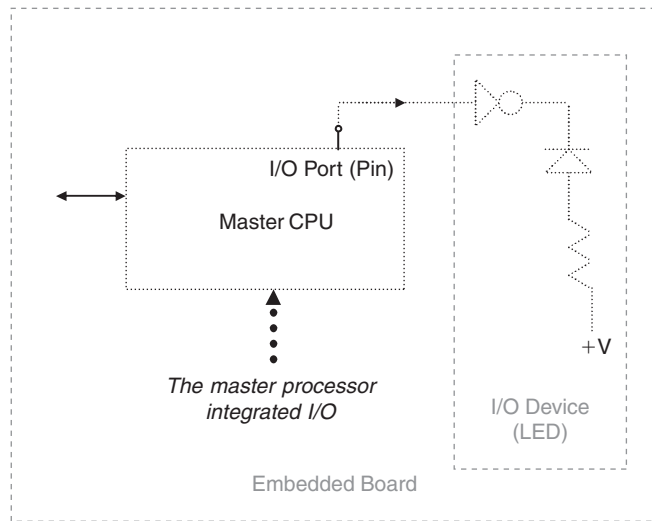 I/O Port (Pin)
Master CPU
+V
The master processor
integrated I/O
I/O Device
(LED)
Embedded Board